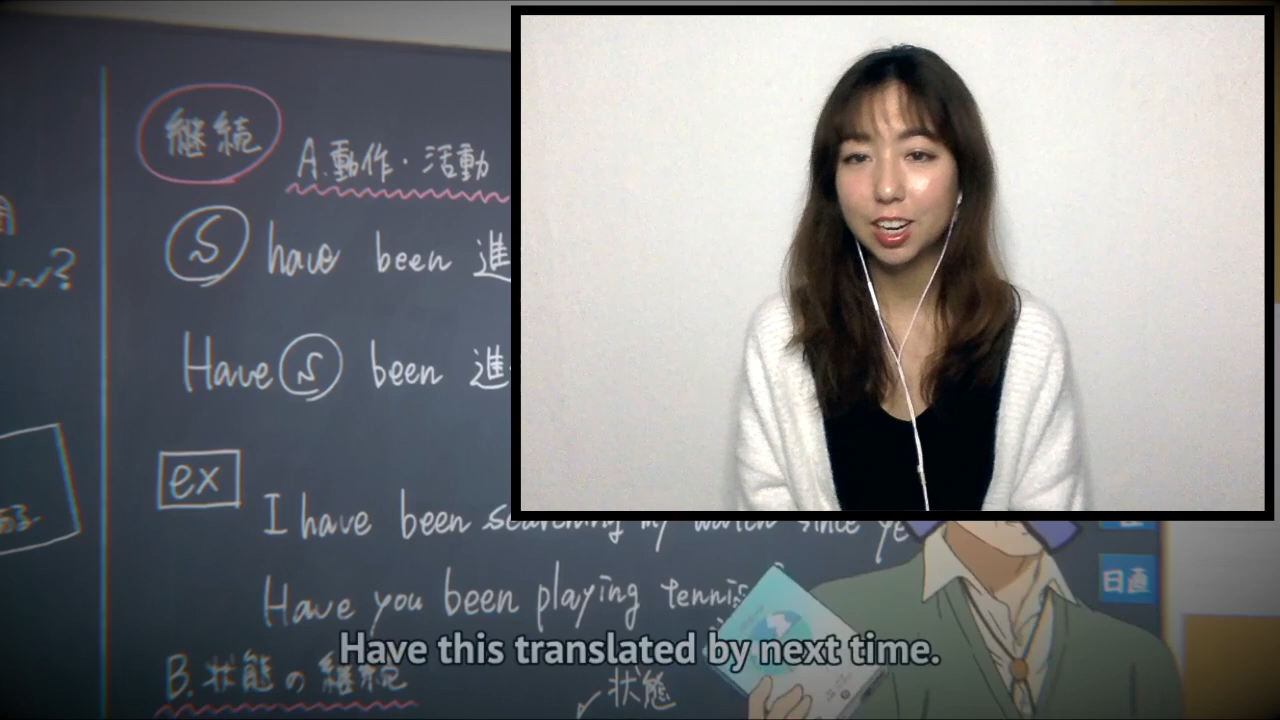 継続
A.動作・活動
S have been 進
Have S been 進
ex
I have been searching my watch since ye
Have you been playing tennis
Have this translated by next time.
B.状態の継続
状態
日直